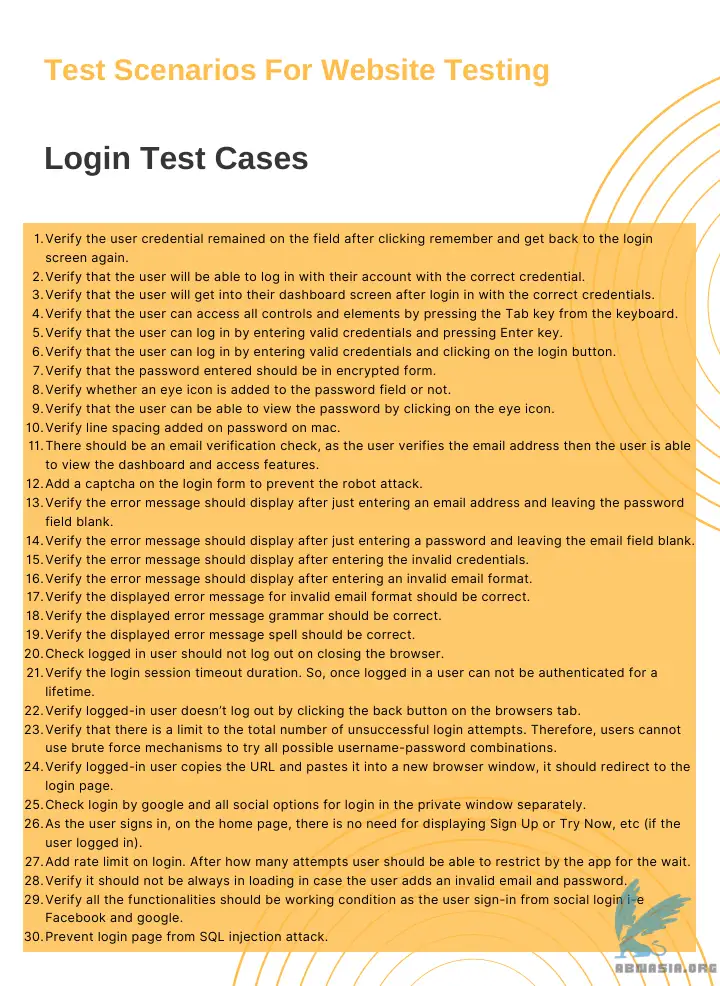 Test Scenarios For Website Testing
Login Test Cases
1. Verify the user credential remained on the field after clicking remember and get back to the login
screen again.
2. Verify that the user will be able to log in with their account with the correct credential.
3. Verify that the user will get into their dashboard screen after login in with the correct credentials.
4. Verify that the user can access all controls and elements by pressing the Tab key from the keyboard.
5. Verify that the user can log in by entering valid credentials and pressing Enter key.
6. Verify that the user can log in by entering valid credentials and clicking on the login button.
7. Verify that the password entered should be in encrypted form.
8. Verify whether an eye icon is added to the password field or not.
9. Verify that the user can be able to view the password by clicking on the eye icon.
10. Verify line spacing added on password on mac.
11. There should be an email verification check, as the user verifies the email address then the user is able
to view the dashboard and access features.
12. Add a captcha on the login form to prevent the robot attack.
13. Verify the error message should display after just entering an email address and leaving the password
field blank.
14. Verify the error message should display after just entering a password and leaving the email field blank.
15. Verify the error message should display after entering the invalid credentials.
16. Verify the error message should display after entering an invalid email format.
17. Verify the displayed error message for invalid email format should be correct.
18. Verify the displayed error message grammar should be correct.
19. Verify the displayed error message spell should be correct.
20. Check logged in user should not log out on closing the browser.
21. Verify the login session timeout duration. So, once logged in a user can not be authenticated for a
lifetime.
22. Verify logged-in user doesn't log out by clicking the back button on the browsers tab.
23. Verify that there is a limit to the total number of unsuccessful login attempts. Therefore, users cannot
use brute force mechanisms to try all possible username-password combinations.
24. Verify logged-in user copies the URL and pastes it into a new browser window, it should redirect to the
login page.
25. Check login by google and all social options for login in the private window separately.
26. As the user signs in, on the home page, there is no need for displaying Sign Up or Try Now, etc (if the
user logged in).
27. Add rate limit on login. After how many attempts user should be able to restrict by the app for the wait.
28. Verify it should not be always in loading in case the user adds an invalid email and password.
29. Verify all the functionalities should be working condition as the user sign-in from social login i-e
Facebook and google.
30. Prevent login page from SQL injection attack.
ABWASIA.ORG